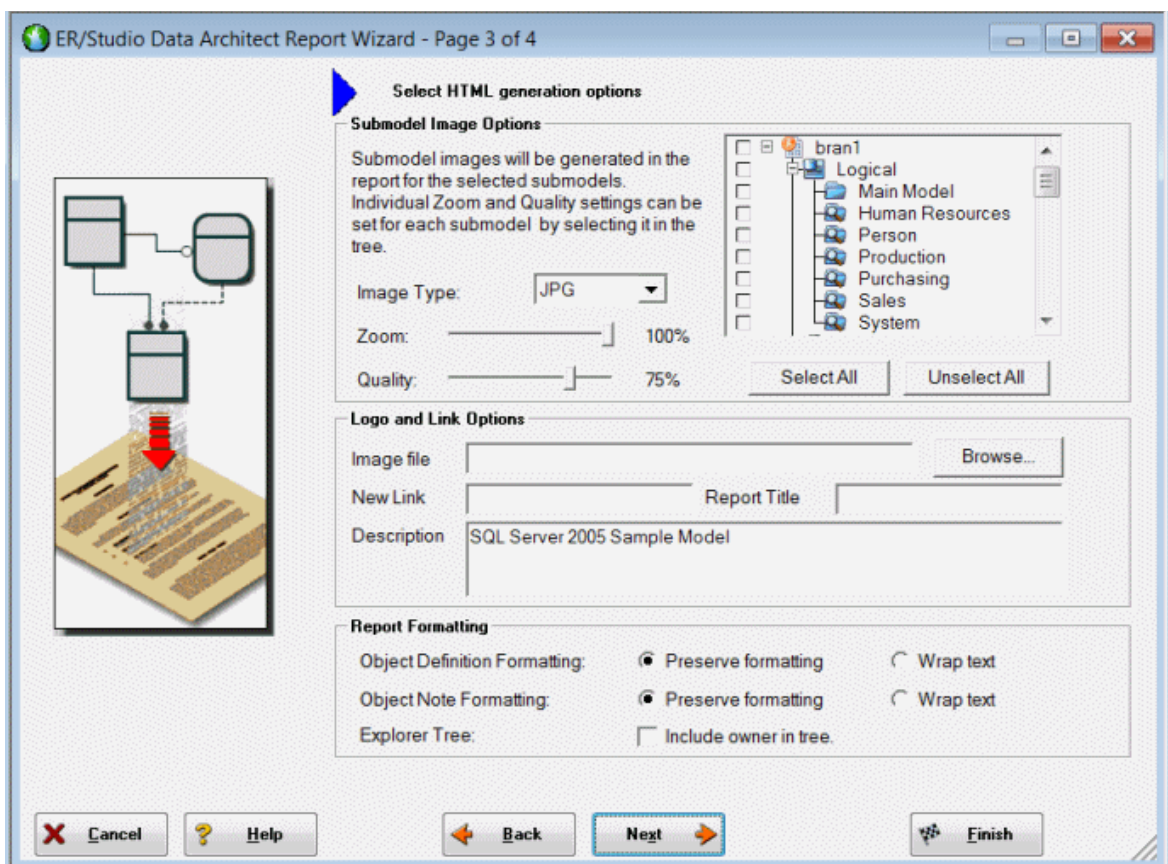 ER/Studio Data Architect Report Wizard - Page 3 of 4
Select HTML generation options
Submodel Image Options
Submodel images will be generated in the
report for the selected submodels.
Individual Zoom and Quality settings can be
set for each submodel by selecting it in the
tree.
Image Type: JPG
Zoom: 100%
Quality: 75%
bran1
Logical
Main Model
Human Resources
Person
Production
Purchasing
Sales
System
Select All Unselect All
Logo and Link Options
Image file Browse...
New Link Report Title
Description SQL Server 2005 Sample Model
Report Formatting
Object Definition Formatting: Preserve formatting Wrap text
Object Note Formatting: Preserve formatting Wrap text
Explorer Tree: Include owner in tree.
Cancel Help Back Next Finish